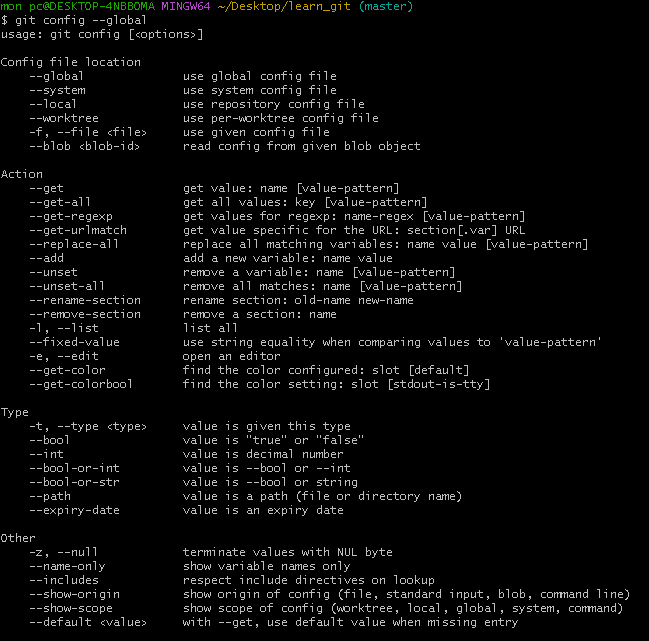 mon pc@DESKTOP-4NBBOMA MINGW64 ~/Desktop/learn_git (master)
$ git config --global
usage: git config [<options>]

Config file location
    --global              use global config file
    --system              use system config file
    --local               use repository config file
    --worktree            use per-worktree config file
    -f, --file <file>     use given config file
    --blob <blob-id>      read config from given blob object

Action
    --get                 get value: name [value-pattern]
    --get-all             get all values: key [value-pattern]
    --get-regexp          get values for regexp: name-regex [value-pattern]
    --get-urlmatch        get value specific for the URL: section[.var] URL
    --replace-all         replace all matching variables: name value [value-pattern]
    --add                 add a new variable: name value
    --unset               remove a variable: name [value-pattern]
    --unset-all           remove all matches: name [value-pattern]
    --rename-section      rename section: old-name new-name
    --remove-section      remove a section: name
    -l, --list            list all
    --fixed-value         use string equality when comparing values to 'value-pattern'
    -e, --edit            open an editor
    --get-color           find the color configured: slot [default]
    --get-colorbool       find the color setting: slot [stdout-is-tty]

Type
    -t, --type <type>     value is given this type
    --bool                value is "true" or "false"
    --int                 value is decimal number
    --bool-or-int         value is --bool or --int
    --bool-or-str         value is --bool or string
    --path                value is a path (file or directory name)
    --expiry-date         value is an expiry date

Other
    -z, --null            terminate values with NUL byte
    --name-only           show variable names only
    --includes            respect include directives on lookup
    --show-origin         show origin of config (file, standard input, blob, command line)
    --show-scope          show scope of config (worktree, local, global, system, command)
    --default <value>     with --get, use default value when missing entry